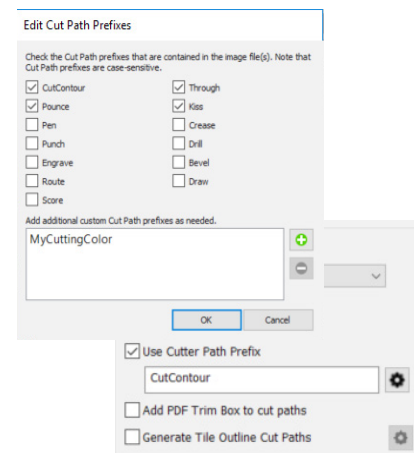 Edit Cut Path Prefixes
Check the Cut Path prefixes that are contained in the image file(s). Note that
Cut Path prefixes are case-sensitive.
CutContour Through
Pounce Kiss
Pen Crease
Punch Drill
Engrave Bevel
Route Draw
Score
Add additional custom Cut Path prefixes as needed.
MyCuttingColor
OK Cancel
Use Cutter Path Prefix
CutContour
Add PDF Trim Box to cut paths
Generate Tile Outline Cut Paths